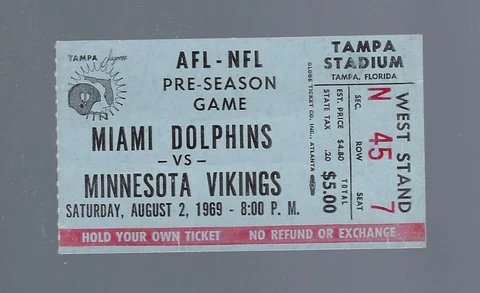 TAMPA
AFL-NFL
PRE-SEASON
GAME
MIAMI DOLPHINS
-VS-
MINNESOTA VIKINGS
SATURDAY, AUGUST 2, 1969 - 8:00 P. M.
HOLD YOUR OWN TICKET NO REFUND OR EXCHANGE
GLOBE TICKET CO. INC., ATLANTA
TAMPA
STADIUM
TAMPA, FLORIDA
EST. PRICE $4.80
STATE TAX .20
TOTAL
$5.00
SEC. ROW SEAT
N 45 7
WEST STAND